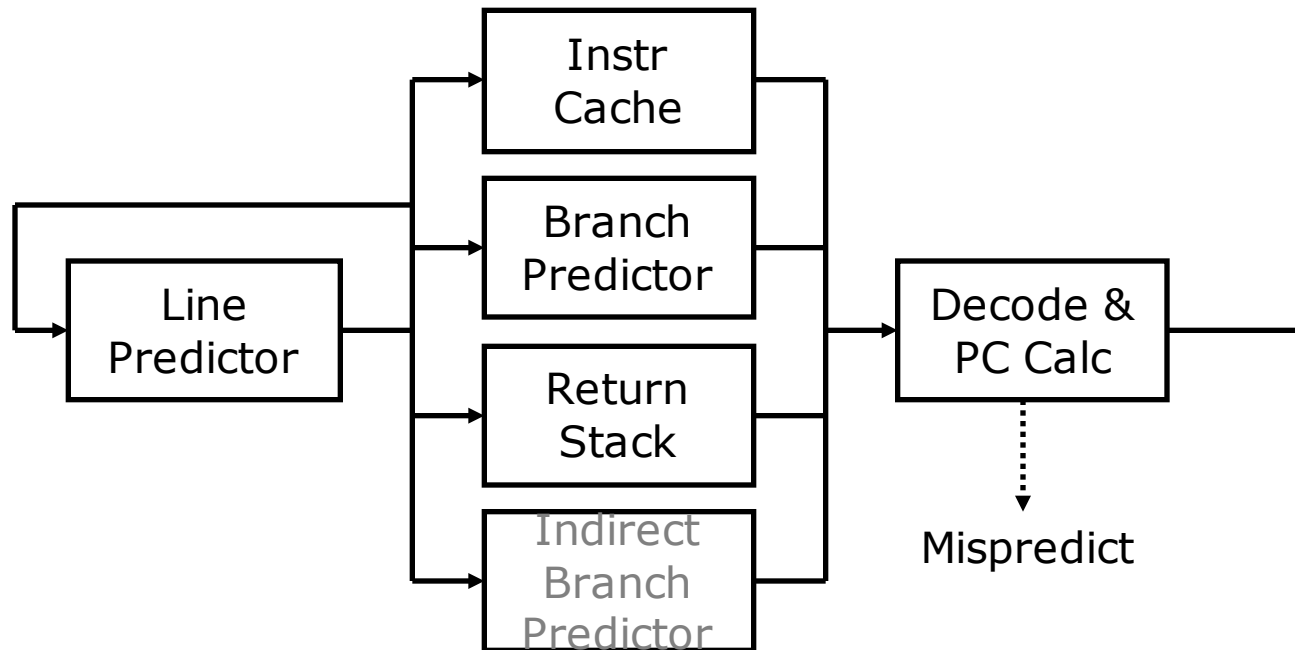 Instr
Cache
Branch
Predictor
Line
Predictor
Decode &
PC Calc
Return
Stack
Indirect
Branch
Predictor
Mispredict